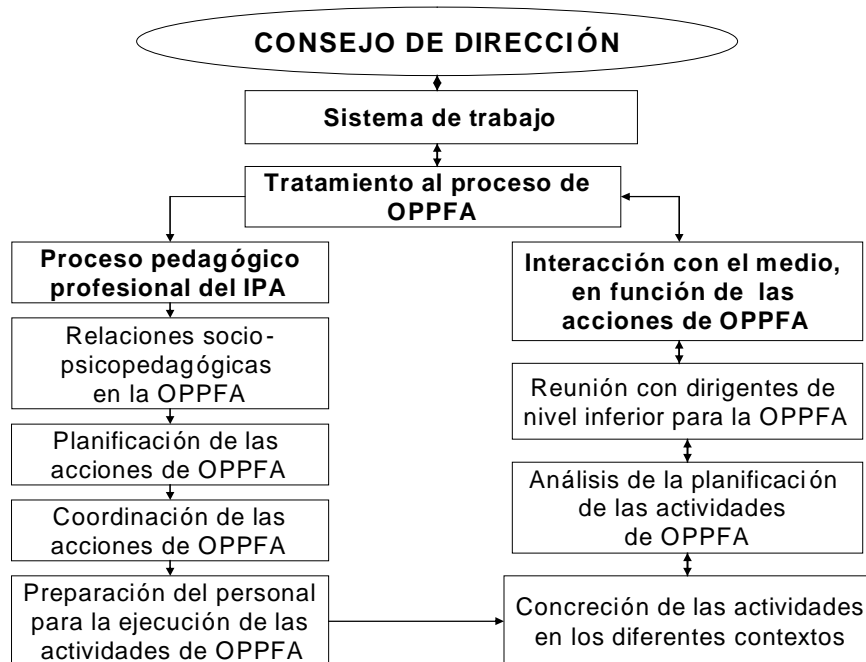 CONSEJO DE DIRECCIÓN
Sistema de trabajo
Tratamiento al proceso de
OPPFA
Proceso pedagógico
profesional del IPA
Relaciones socio-
psicopedagógicas
en la OPPFA
Planificación de las
acciones de OPPFA
Coordinación de las
acciones de OPPFA
Preparación del personal
para la ejecución de las
actividades de OPPFA
Interacción con el medio,
en función de las
acciones de OPPFA
Reunión con dirigentes de
nivel inferior para la OPPFA
Análisis de la planificación
de las actividades
de OPPFA
Concreción de las actividades
en los diferentes contextos